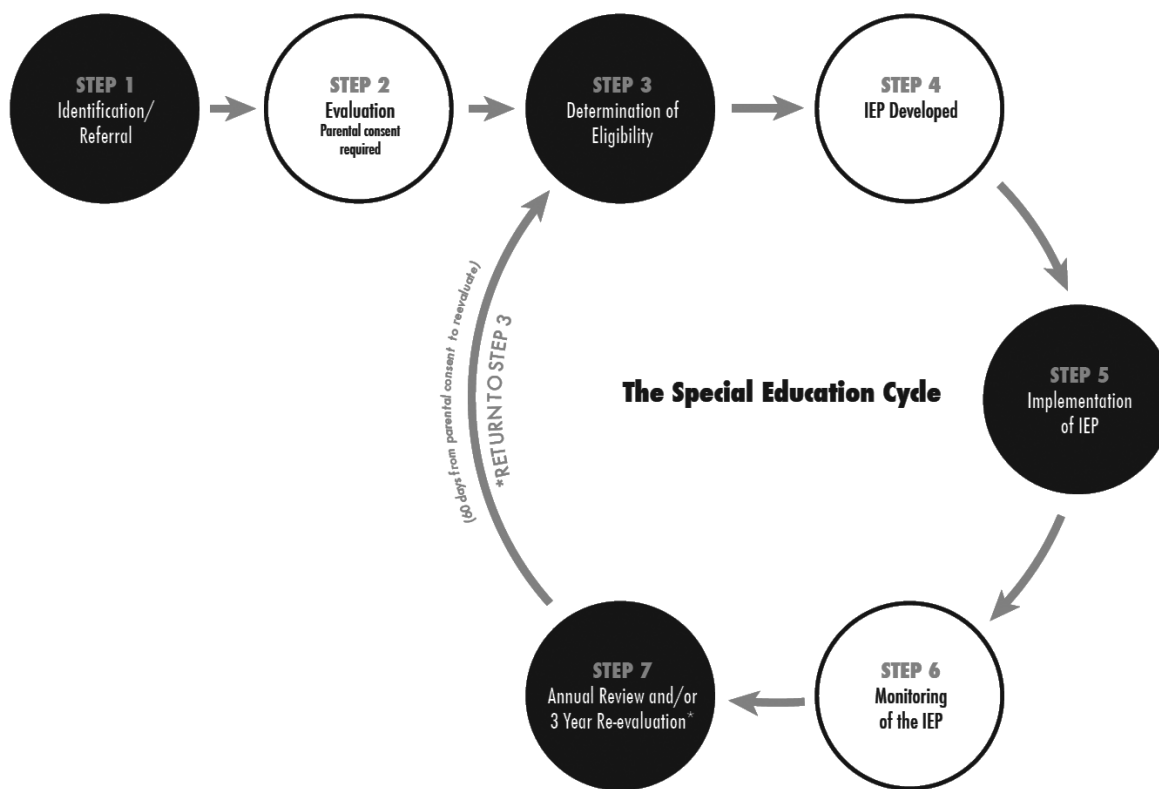 STEP 1
Identification/
Referral
STEP 2
Evaluation
Parental consent
required
STEP 3
Determination of
Eligibility
STEP 4
IEP Developed
STEP 5
Implementation
of IEP
STEP 6
Monitoring
of the IEP
STEP 7
Annual Review and/or
3 Year Re-evaluation*
(60 days from parental consent to reevaluate)
*RETURN TO STEP 3
The Special Education Cycle